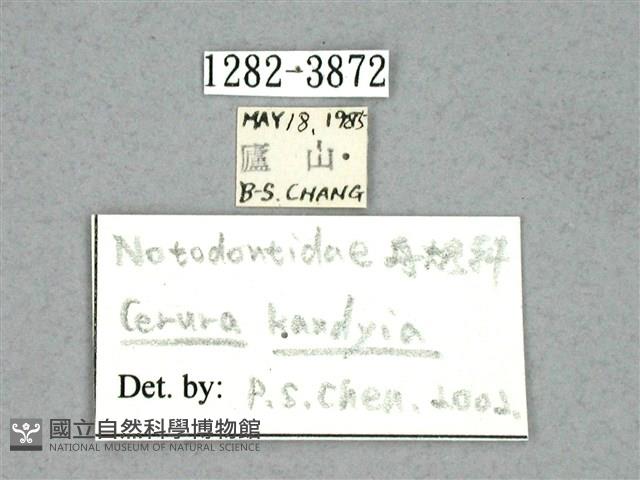 1282-3872
MAY 18, 1985
廬山
B-S. CHANG
Notodontidae 舟蛾科
Cerura kandyia
Det. by: P.S. Chen. 2002.
國立自然科學博物館
NATIONAL MUSEUM OF NATURAL SCIENCE